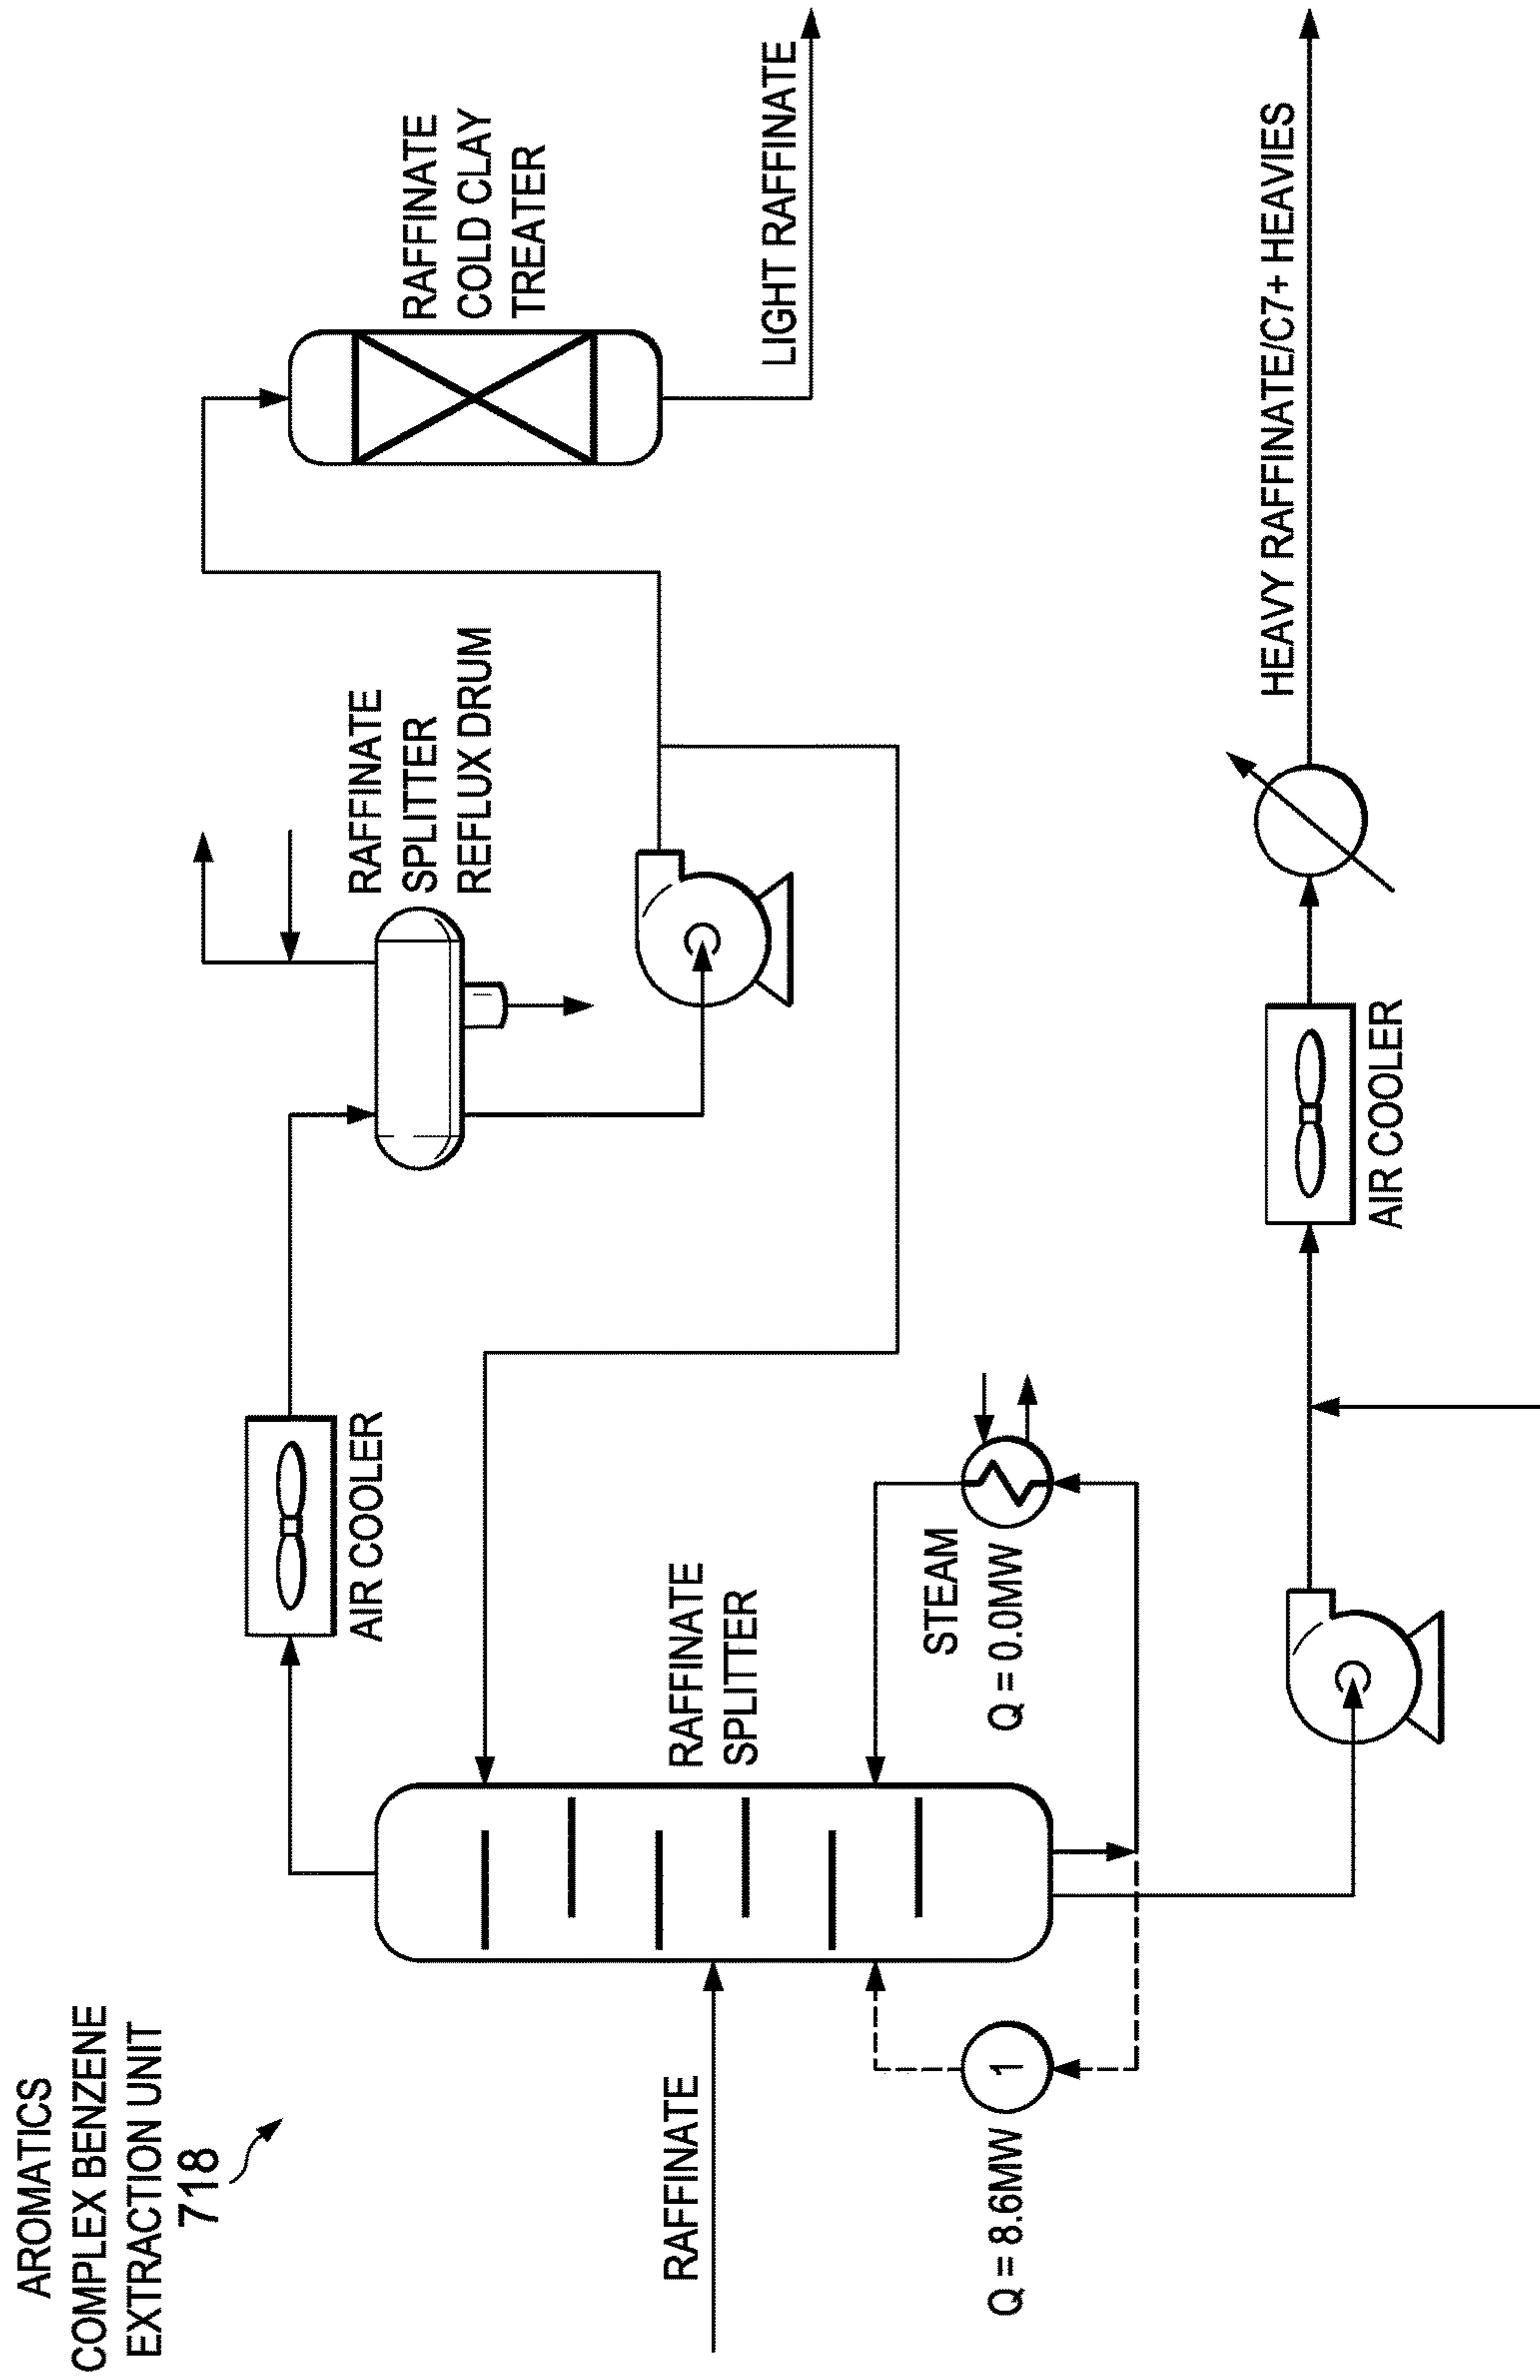 AROMATICS
COMPLEX BENZENE
EXTRACTION UNIT
718
RAFFINATE
Q = 8.6MW
1
AIR COOLER
RAFFINATE
SPLITTER
STEAM
Q = 0.0MW
RAFFINATE
SPLITTER
REFLUX DRUM
RAFFINATE
COLD CLAY
TREATER
LIGHT RAFFINATE
AIR COOLER
HEAVY RAFFINATE/C7+ HEAVIES